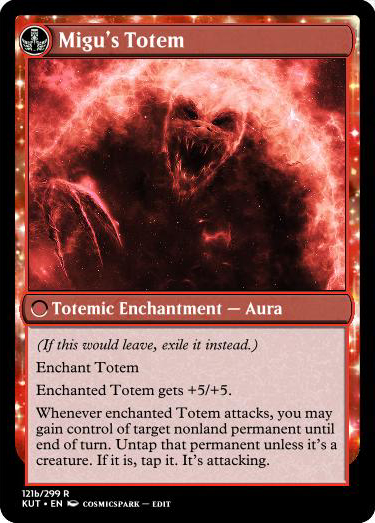 Migu's Totem
Totemic Enchantment — Aura
(If this would leave, exile it instead.)
Enchant Totem
Enchanted Totem gets +5/+5.
Whenever enchanted Totem attacks, you may
gain control of target nonland permanent until
end of turn. Untap that permanent unless it's a
creature. If it is, tap it. It's attacking.
121b/299 R
KUT • EN COSMICSPARK — EDIT